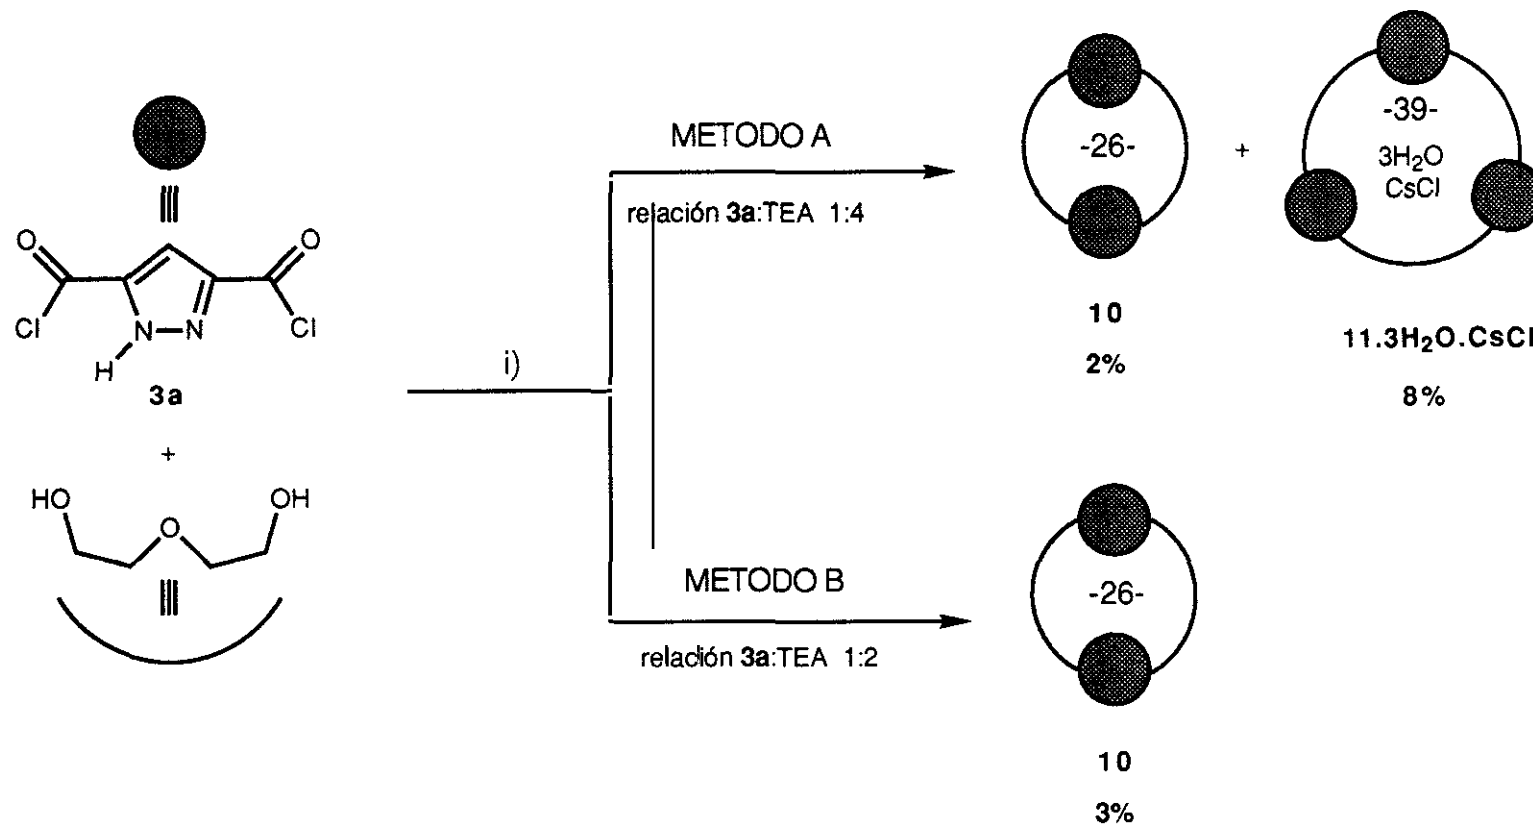 O
O
Cl
Cl
N
N
H
3a
+
HO
OH
O
i)
METODO A
relación 3a:TEA 1:4
-26-
10
2%
+
-39-
3H₂O
CsCl
11.3H₂O.CsCl
8%
METODO B
relación 3a:TEA 1:2
-26-
10
3%